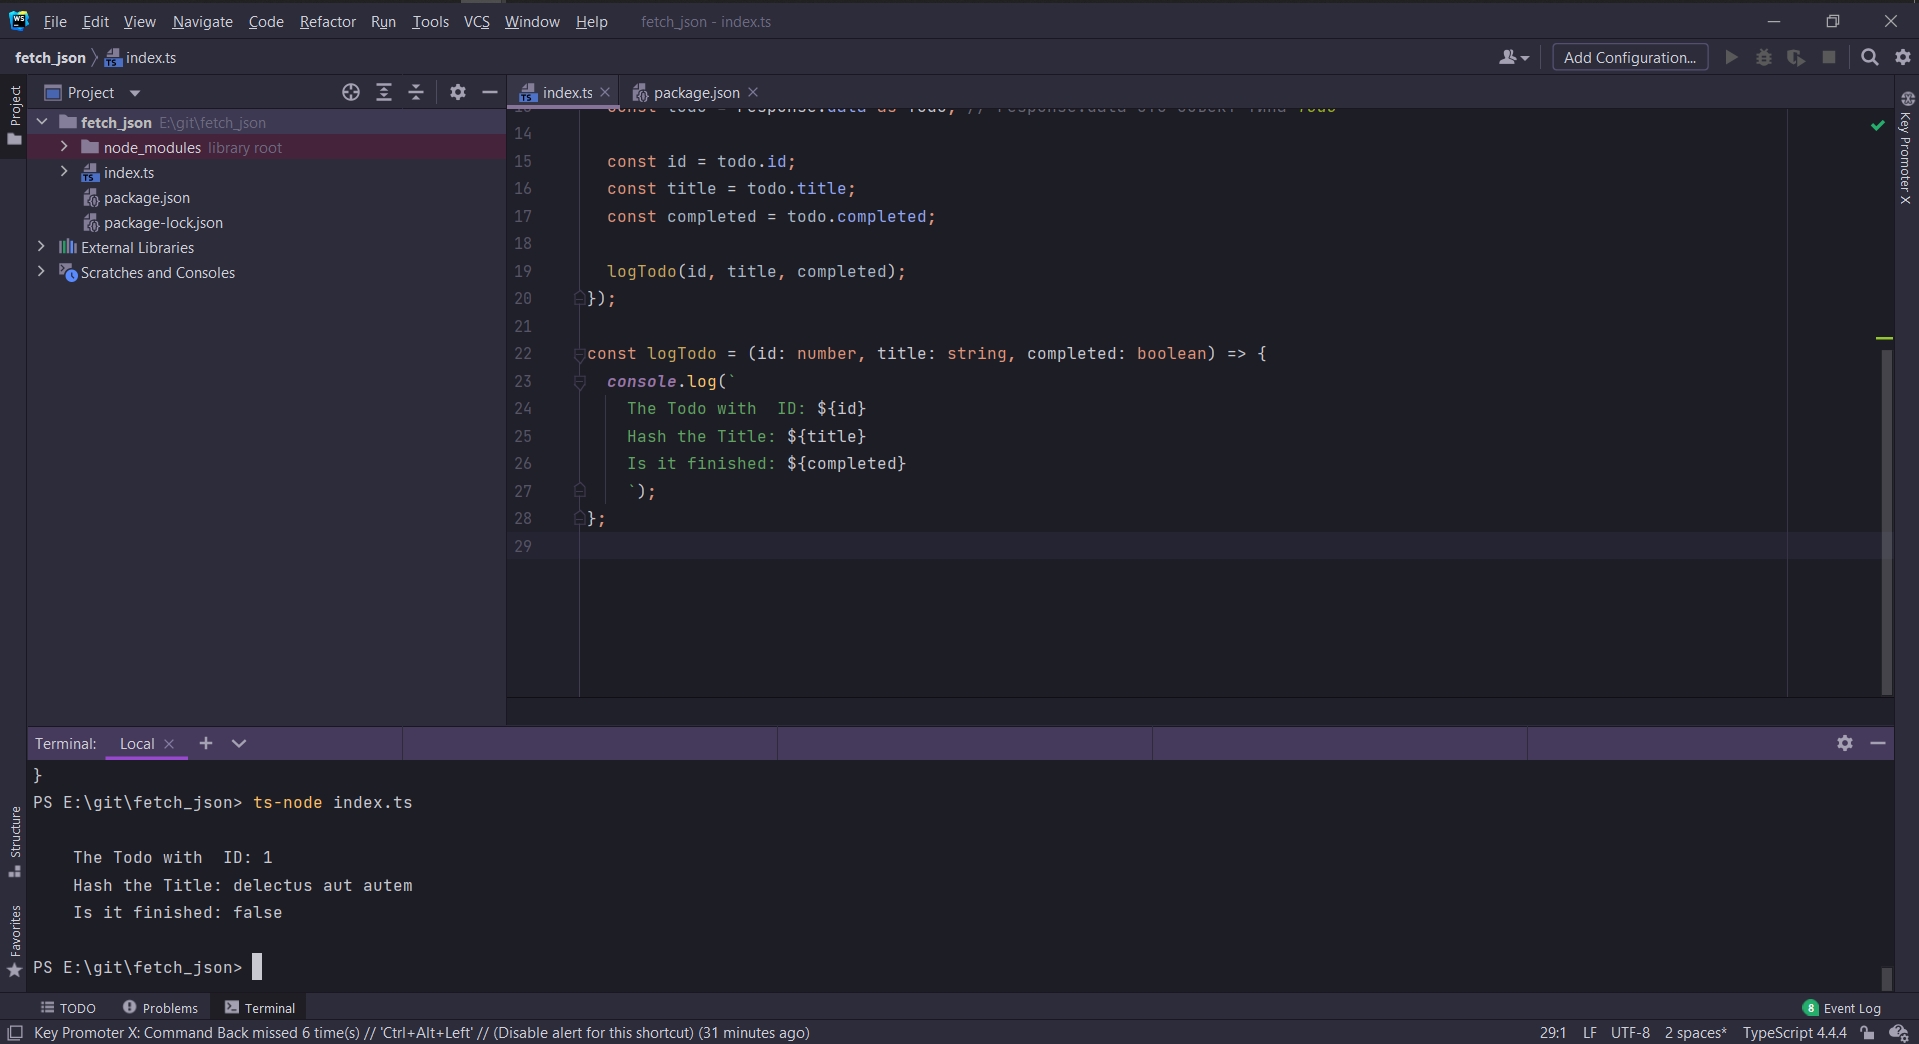 File Edit View Navigate Code Refactor Run Tools VCS Window Help fetch_json - index.ts
fetch_json index.ts Add Configuration...
Project index.ts package.json
Project
fetch_json E:\git\fetch_json
node_modules library root
index.ts
package.json
package-lock.json
External Libraries
Scratches and Consoles
14
15 const id = todo.id;
16 const title = todo.title;
17 const completed = todo.completed;
18
19 logTodo(id, title, completed);
20 });
21
22 const logTodo = (id: number, title: string, completed: boolean) => {
23 console.log(`
24 The Todo with  ID: ${id}
25 Hash the Title: ${title}
26 Is it finished: ${completed}
27 `);
28 };
29
Key Promoter X
Terminal: Local
}
PS E:\git\fetch_json> ts-node index.ts
The Todo with  ID: 1
Hash the Title: delectus aut autem
Is it finished: false
PS E:\git\fetch_json>
Structure
Favorites
TODO Problems Terminal 8 Event Log
Key Promoter X: Command Back missed 6 time(s) // 'Ctrl+Alt+Left' // (Disable alert for this shortcut) (31 minutes ago) 29:1 LF UTF-8 2 spaces* TypeScript 4.4.4